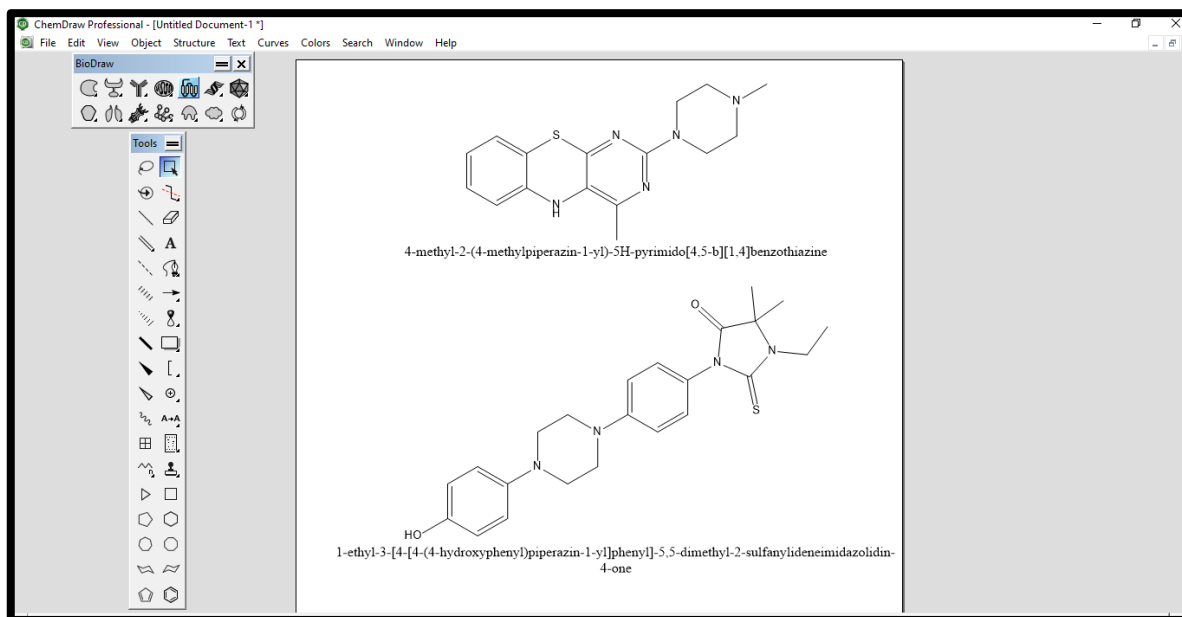 ChemDraw Professional - [Untitled Document-1 *]
File Edit View Object Structure Text Curves Colors Search Window Help
BioDraw
Tools
A
A→A
n
S
N
N
N
N
N
H
4-methyl-2-(4-methylpiperazin-1-yl)-5H-pyrimido[4,5-b][1,4]benzothiazine
O
N
N
S
N
N
HO
1-ethyl-3-[4-[4-(4-hydroxyphenyl)piperazin-1-yl]phenyl]-5,5-dimethyl-2-sulfanylideneimidazolidin-
4-one